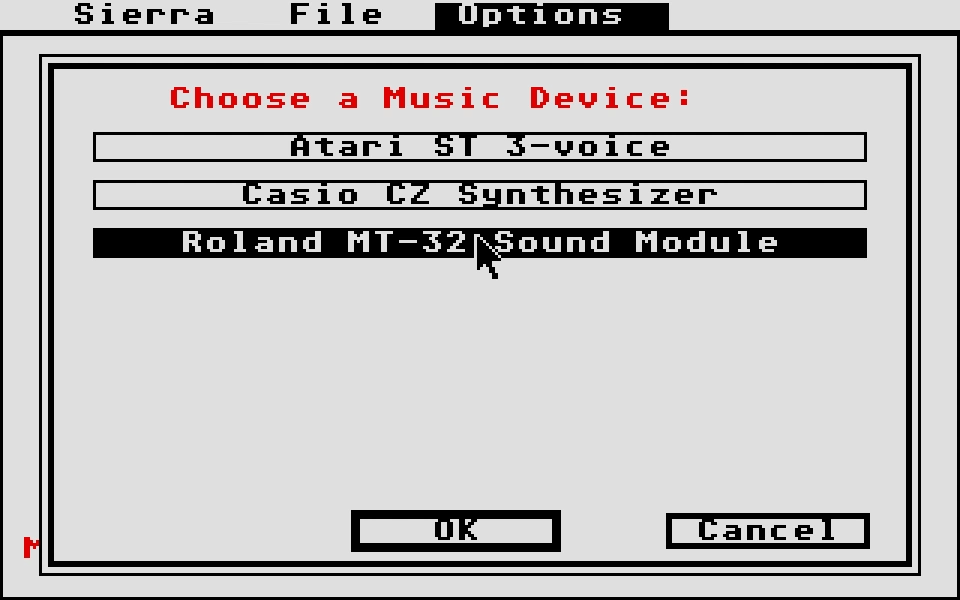 Sierra File Options
Choose a Music Device:
Atari ST 3-voice
Casio CZ Synthesizer
Roland MT-32 Sound Module
OK Cancel
M